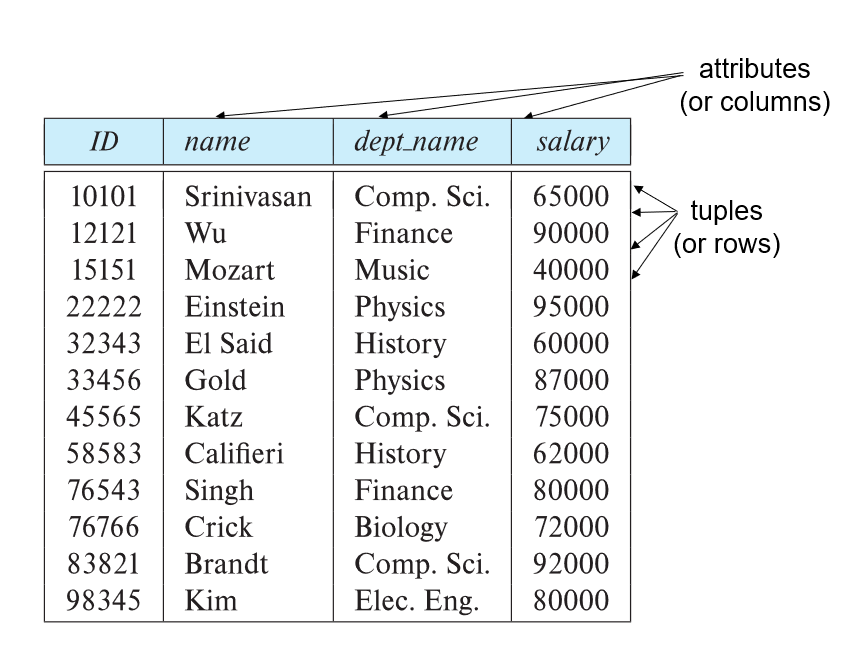 attributes
(or columns)
ID name dept_name salary
10101 Srinivasan Comp. Sci. 65000
tuples
(or rows)
12121 Wu Finance 90000
15151 Mozart Music 40000
22222 Einstein Physics 95000
32343 El Said History 60000
33456 Gold Physics 87000
45565 Katz Comp. Sci. 75000
58583 Califieri History 62000
76543 Singh Finance 80000
76766 Crick Biology 72000
83821 Brandt Comp. Sci. 92000
98345 Kim Elec. Eng. 80000